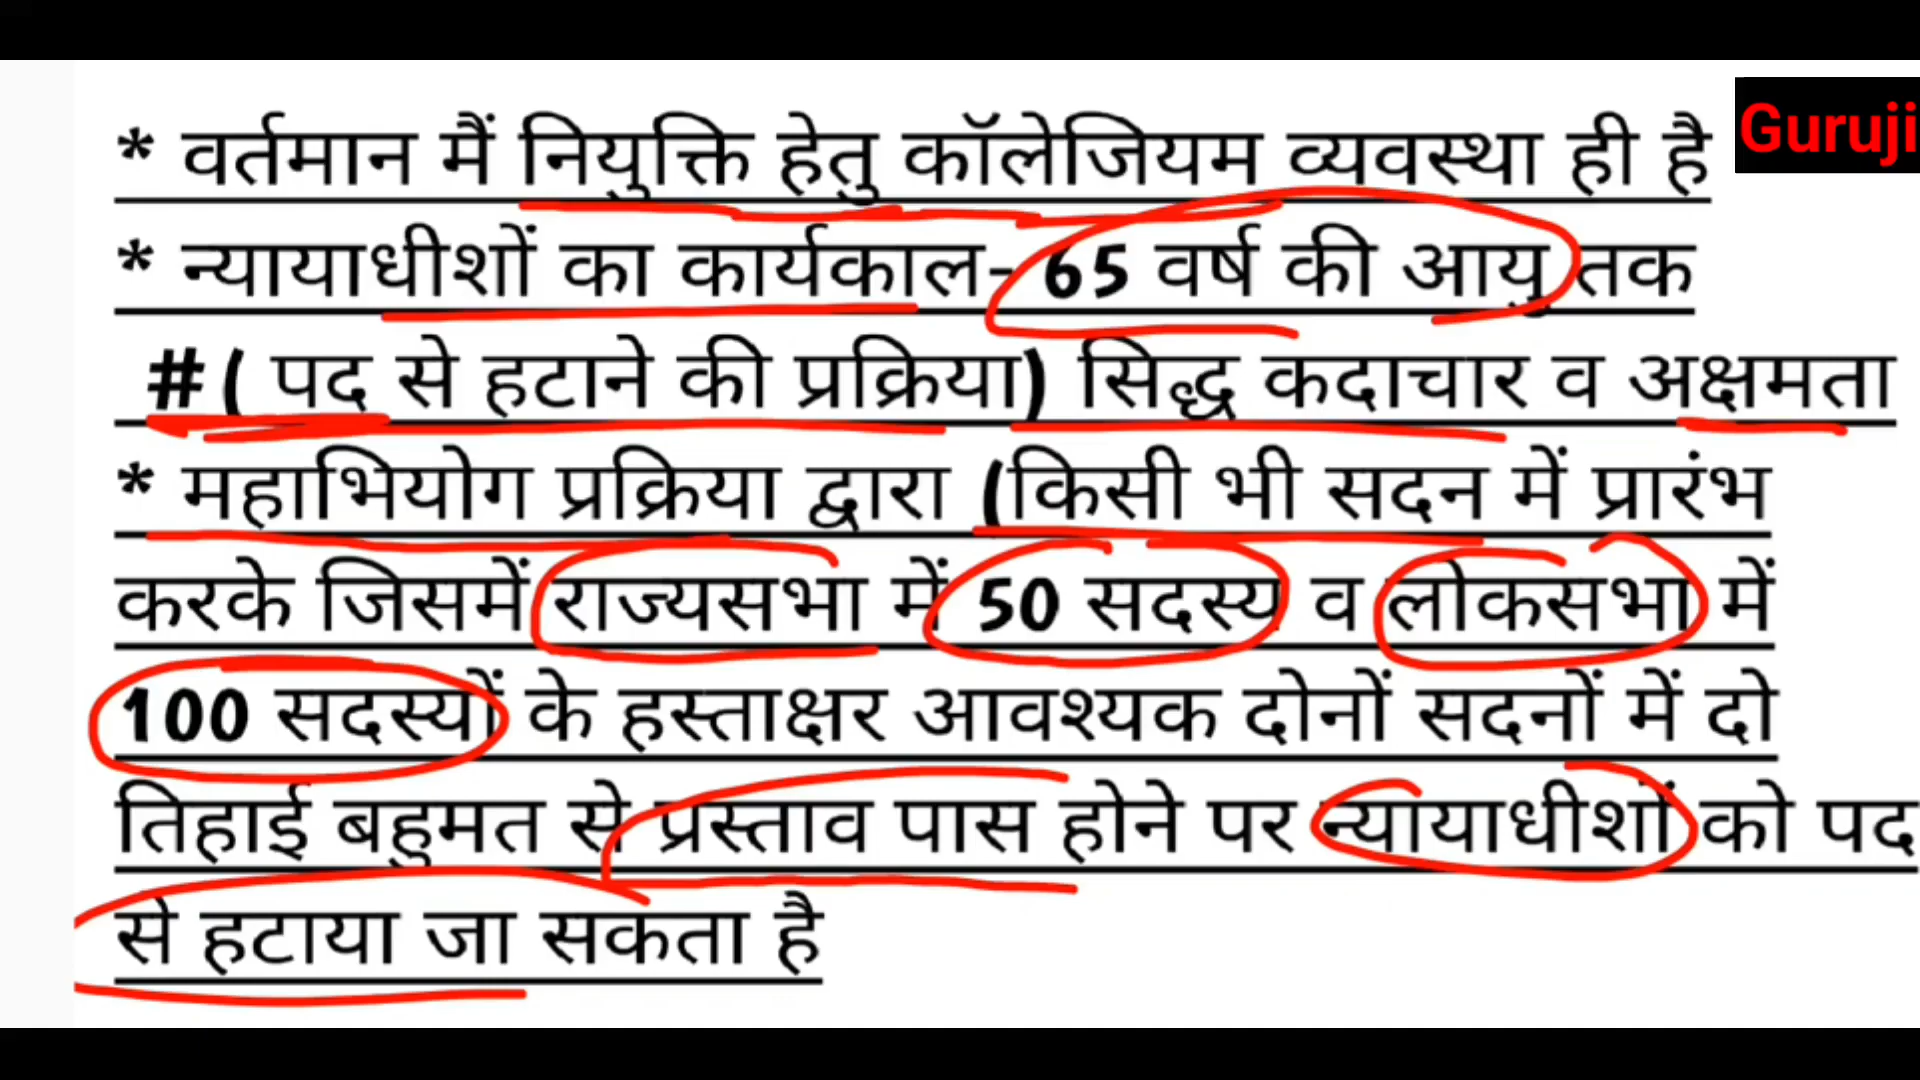 Guruji
* वर्तमान मैं नियुक्ति हेतु कॉलेजियम व्यवस्था ही है
* न्यायाधीशों का कार्यकाल- 65 वर्ष की आयु तक
#( पद से हटाने की प्रक्रिया) सिद्ध कदाचार व अक्षमता
* महाभियोग प्रक्रिया द्वारा (किसी भी सदन में प्रारंभ
करके जिसमें राज्यसभा में 50 सदस्य व लोकसभा में
100 सदस्यों के हस्ताक्षर आवश्यक दोनों सदनों में दो
तिहाई बहुमत से प्रस्ताव पास होने पर न्यायाधीशों को पद
से हटाया जा सकता है